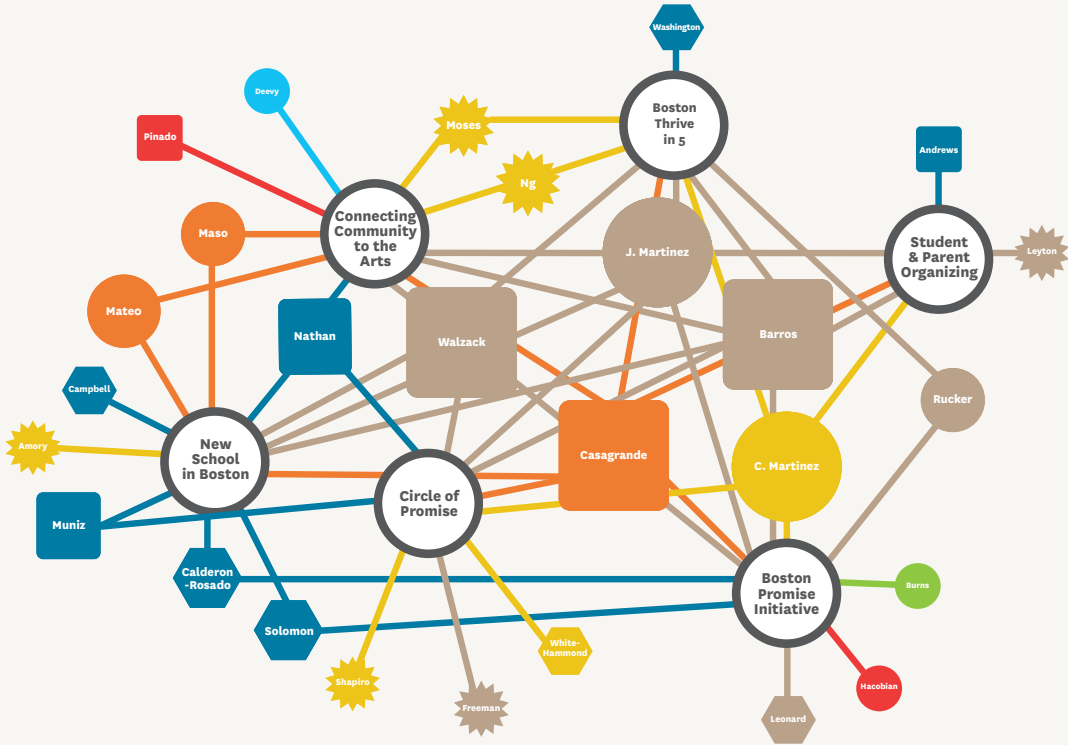 Washington
Deevy
Boston
Thrive
in 5
Moses
Pinado
Andrews
Ng
Connecting
Community
to the
Arts
Maso
J. Martinez
Student
& Parent
Organizing
Leyton
Mateo
Nathan
Walzack
Barros
Campbell
Rucker
Amory
New
School
in Boston
Casagrande
C. Martinez
Circle of
Promise
Muniz
Calderon
-Rosado
Boston
Promise
Initiative
Burns
Solomon
White-
Hammond
Shapiro
Hacobian
Freeman
Leonard